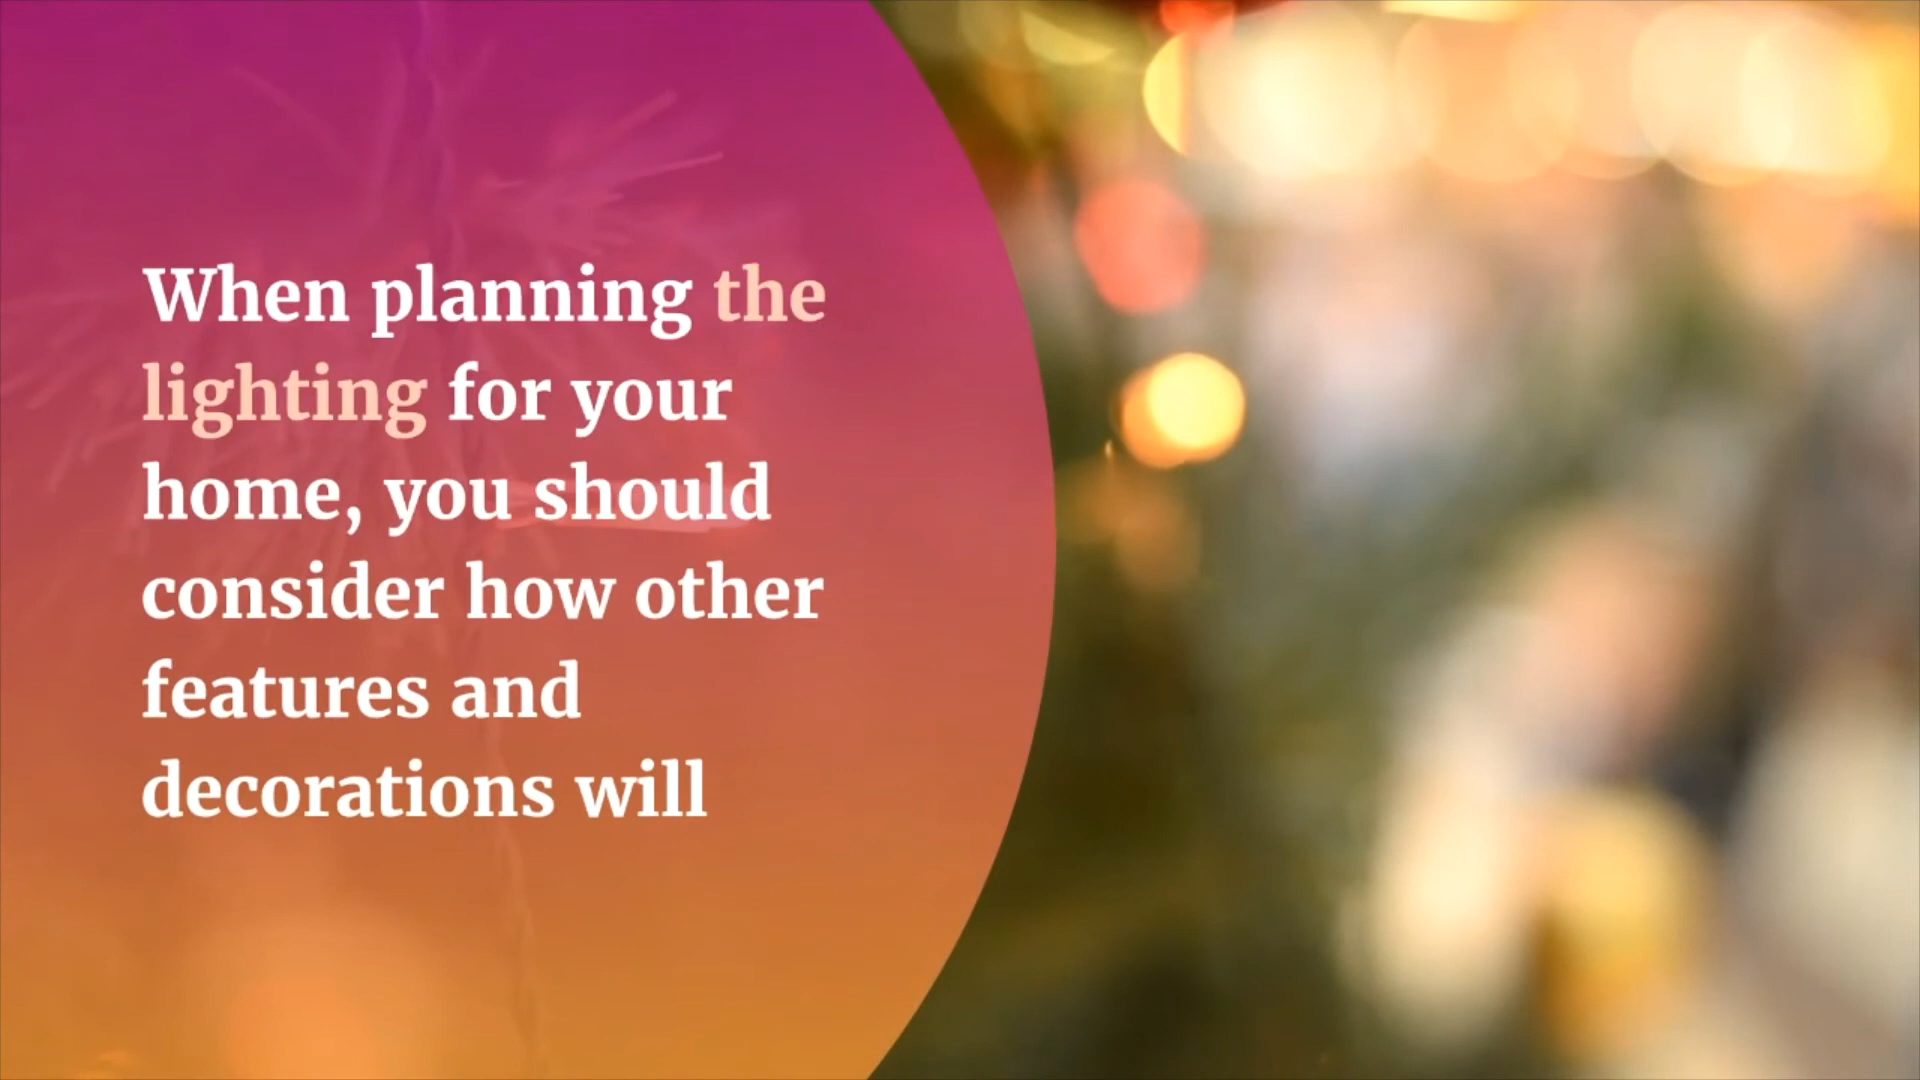 When planning the
lighting for your
home, you should
consider how other
features and
decorations will